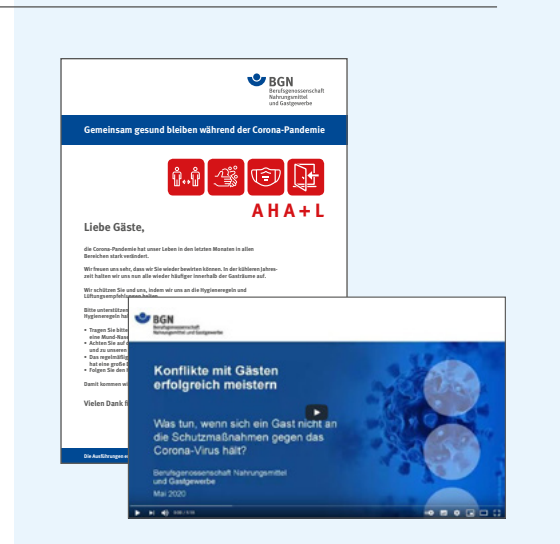 BGN
Berufsgenossenschaft
Nahrungsmittel
und Gastgewerbe
Gemeinsam gesund bleiben während der Corona-Pandemie
AHA+L
Liebe Gäste,
die Corona-Pandemie hat unser Leben in den letzten Monaten in allen
Bereichen stark verändert.
Wir freuen uns sehr, dass wir Sie wieder bewirten können. In der kühleren Jahres-
zeit halten wir uns nun alle wieder häufiger innerhalb der Gasträume auf.
Wir schützen Sie und uns, indem wir uns an die Hygieneregeln und
Lüftungsempfehlungen halten.
Bitte unterstützen
Hygieneregeln
• Tragen Sie bitte
eine
• Achten Sie auf
und zu unseren
• Das
hat eine große
• Folgen Sie den
Damit kommen
Vielen Dank
Die Ausführungen
BGN
Berufsgenossenschaft
Nahrungsmittel und Gastgewerbe
Konflikte mit Gästen
erfolgreich meistern
Was tun, wenn sich ein Gast nicht an
die Schutzmaßnahmen gegen das
Corona-Virus hält?
Berufsgenossenschaft Nahrungsmittel
und Gastgewerbe
Mai 2020